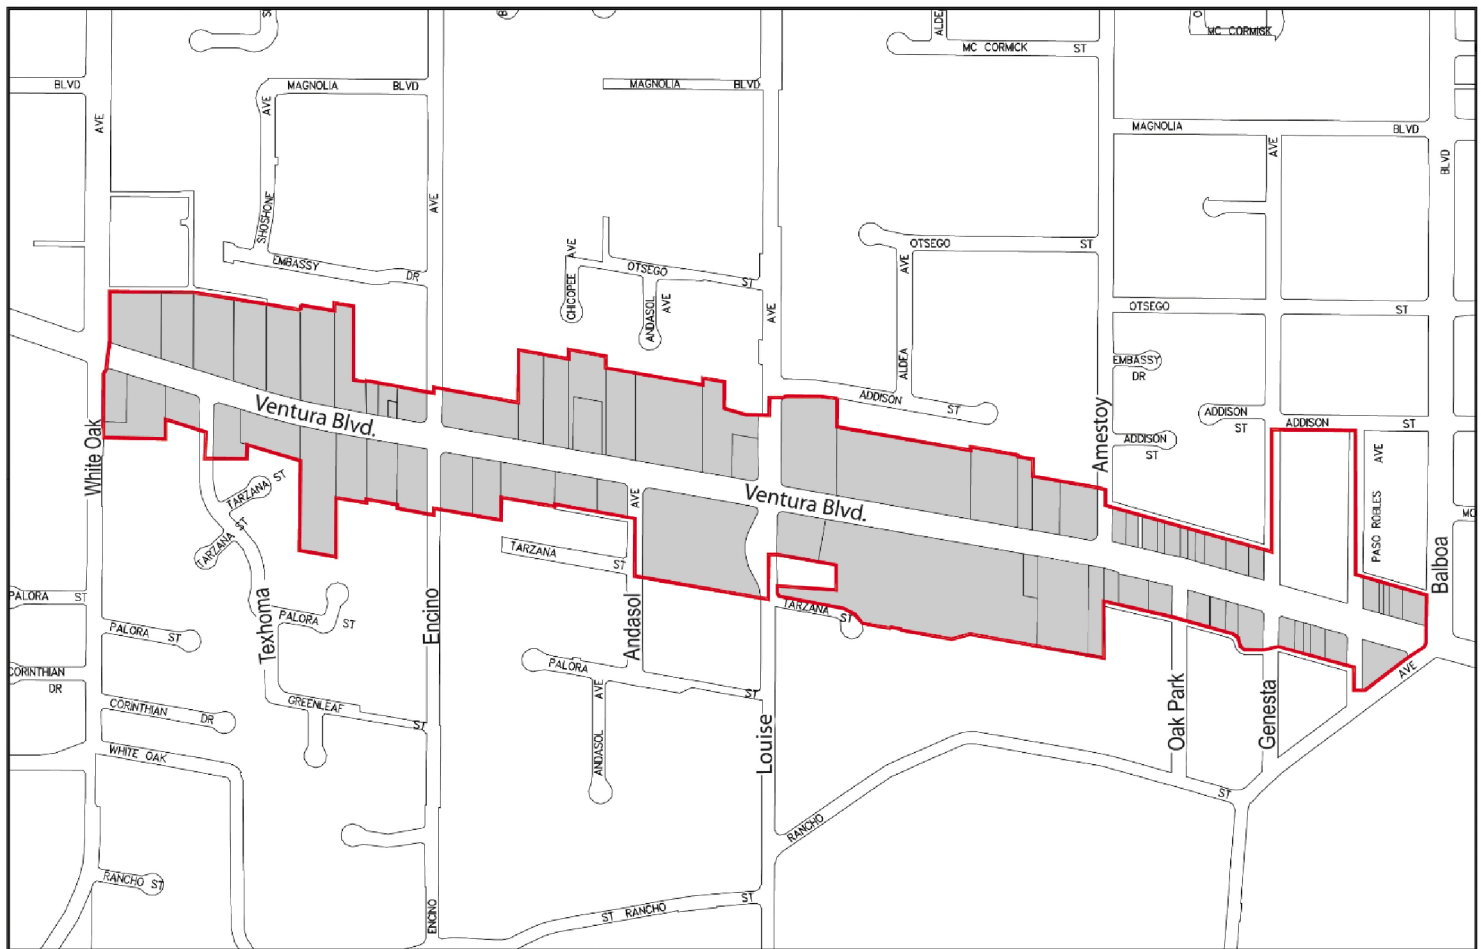 ST
B
ALDE
MC CORMICK ST
O
MC CORMICK
BLVD
MAGNOLIA BLVD
MAGNOLIA BLVD
AVE
AVE
MAGNOLIA BLVD
AVE
BLVD
SHOSHONE
AVE
EMBASSY DR
CHICOPEE AVE
OTSEGO ST
ANDASOL AVE
AVE
OTSEGO ST
ALDEA AVE
OTSEGO ST
EMBASSY
DR
ADDISON ST
ADDISON
ST
ADDISON ST
ADDISON
ST
Ventura Blvd.
White Oak
Amestoy
AVE
PASO ROBLES
TARZANA ST
TARZANA ST
Ventura Blvd.
AVE
MC
TARZANA
ST
Balboa
PALORA ST
PALORA ST
PALORA ST
Texhoima
Encino
Andasol
TARZANA
ST
CORINTHIAN
DR
PALORA ST
AVE
CORINTHIAN DR
GREENLEAF ST
ANDASOL AVE
Louise
Oak Park
Genesta
WHITE OAK
ST
RANCHO
RANCHO ST
ENCINO
ST RANCHO ST